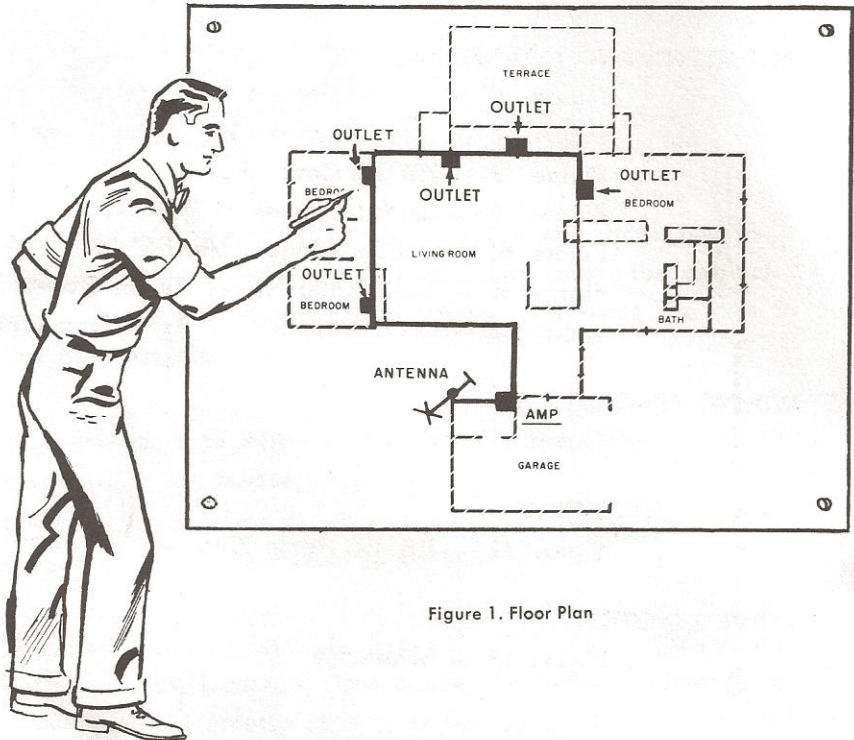 TERRACE
OUTLET
OUTLET
OUTLET
OUTLET
BEDROOM
LIVING ROOM
OUTLET
BEDROOM
BATH
ANTENNA
AMP
GARAGE
Figure 1. Floor Plan